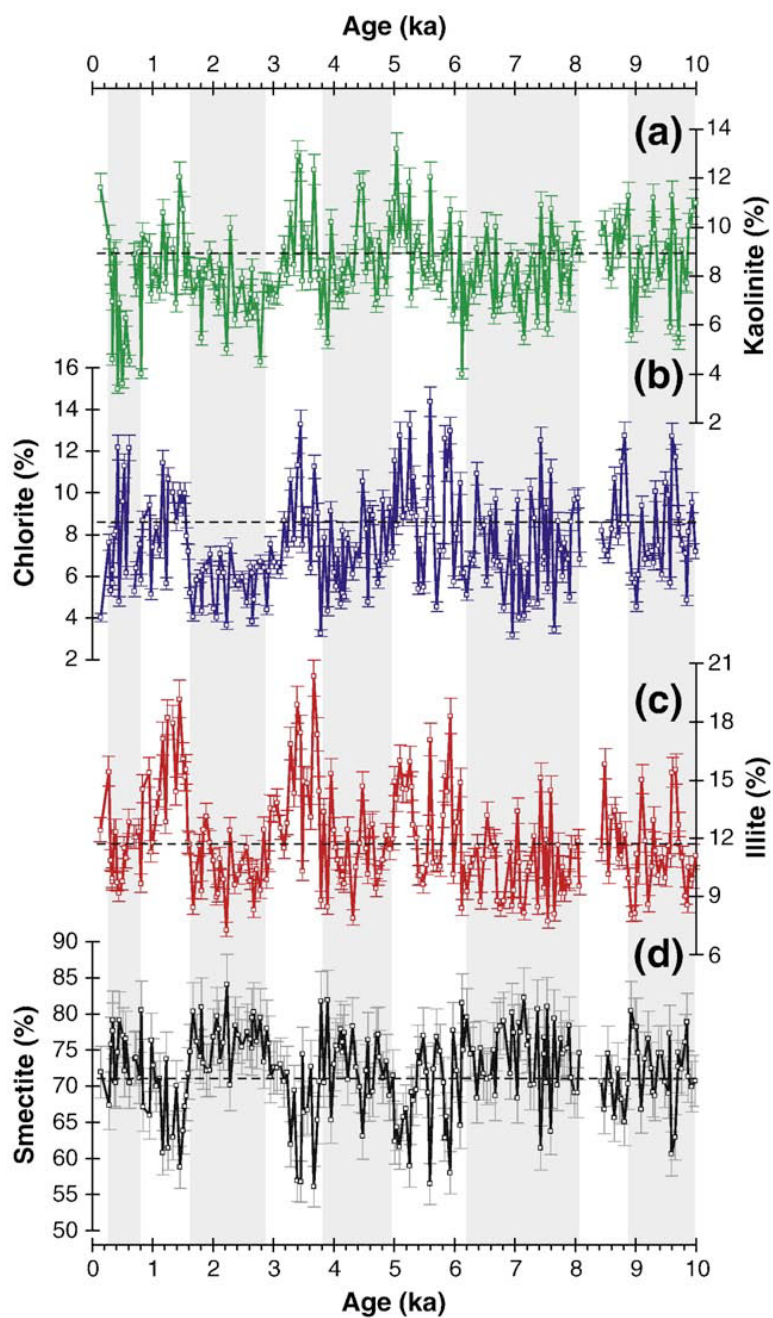 Age (ka)
0 1 2 3 4 5 6 7 8 9 10
(a)
14
12
10
8
6
4
2
Kaolinite (%)
(b)
16
14
12
10
8
6
4
2
Chlorite (%)
(c)
21
18
15
12
9
6
Illite (%)
(d)
90
85
80
75
70
65
60
55
50
Smectite (%)
0 1 2 3 4 5 6 7 8 9 10
Age (ka)